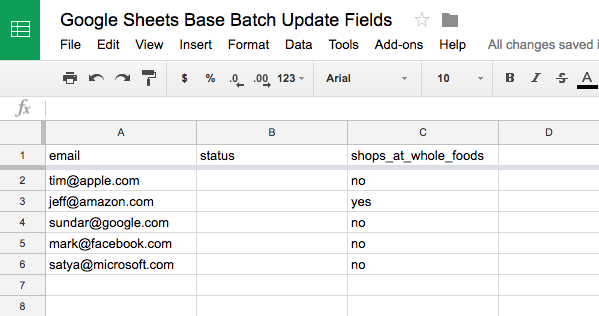 Google Sheets Base Batch Update Fields
File Edit View Insert Format Data Tools Add-ons Help All changes saved i
$ % .0 .00 123 Arial 10 B I S A
fx
A B C D
1 email status shops_at_whole_foods
2 tim@apple.com no
3 jeff@amazon.com yes
4 sundar@google.com no
5 mark@facebook.com no
6 satya@microsoft.com no
7
8